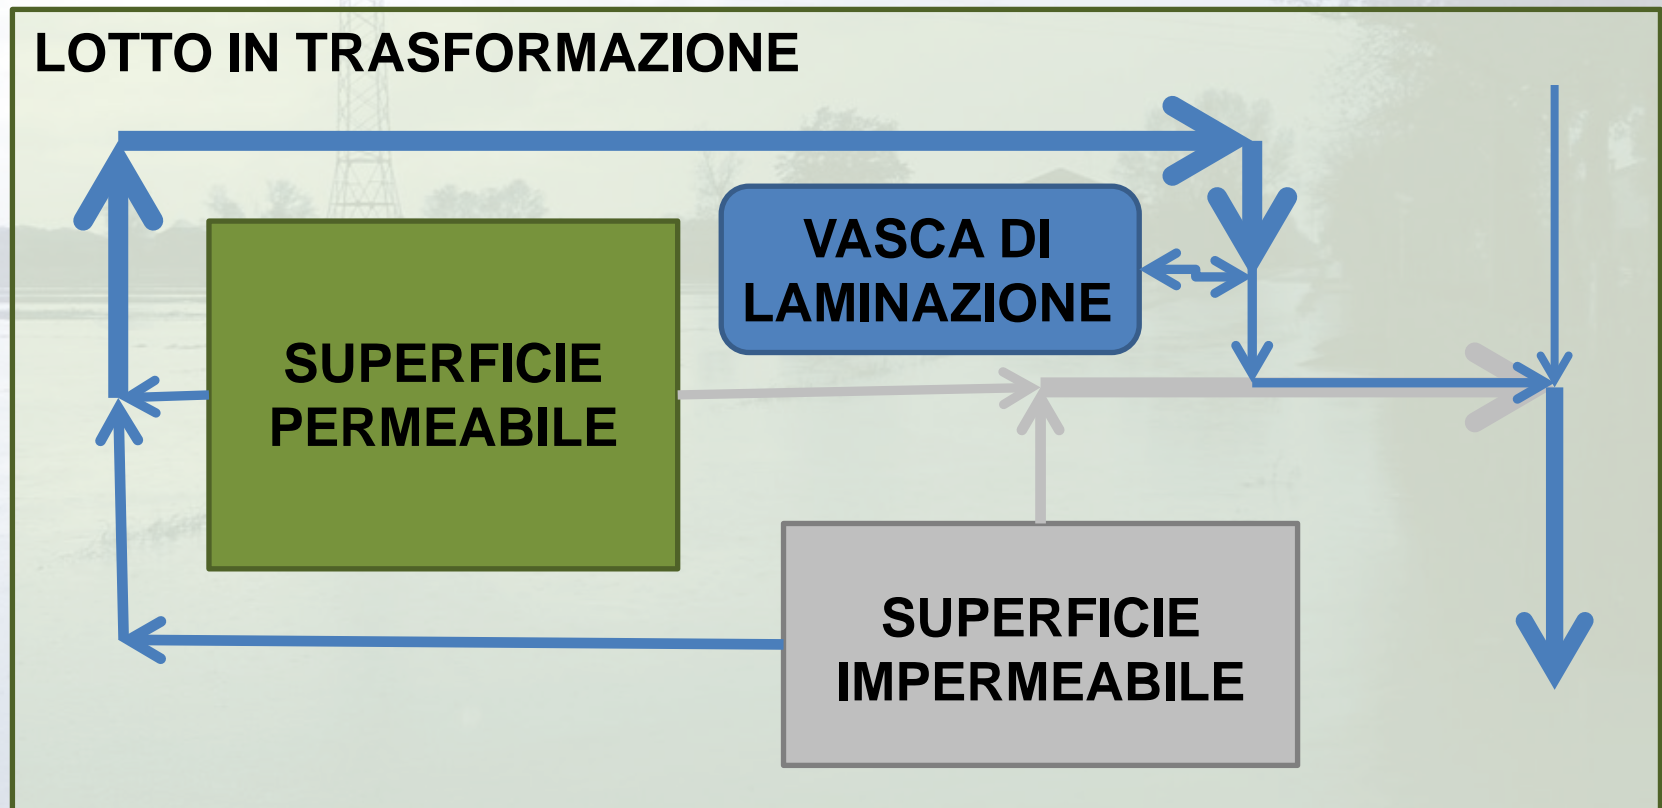 LOTTO IN TRASFORMAZIONE
VASCA DI
LAMINAZIONE
SUPERFICIE
PERMEABILE
SUPERFICIE
IMPERMEABILE